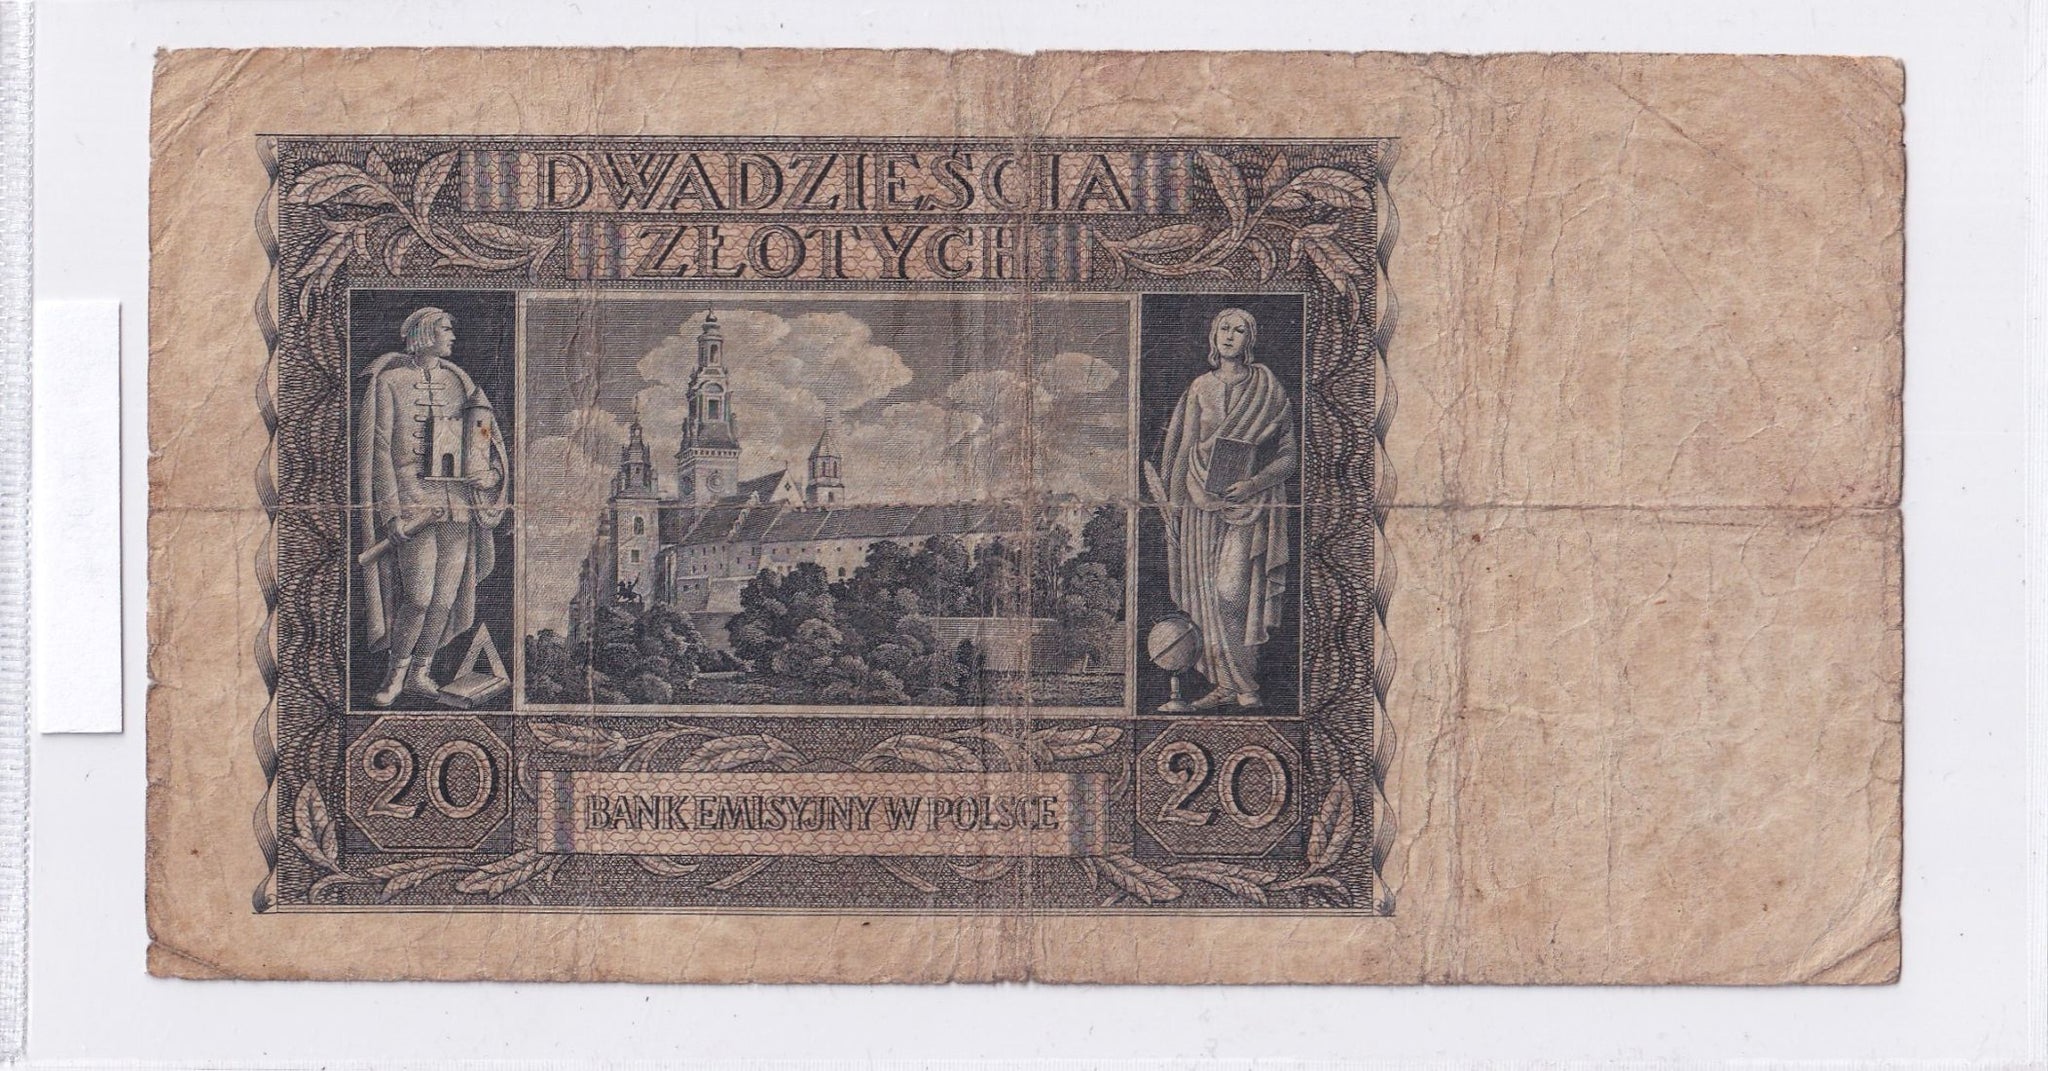 DWADZIEŚCIA
ZŁOTYCH
20 20
BANK EMISYJNY W POLSCE